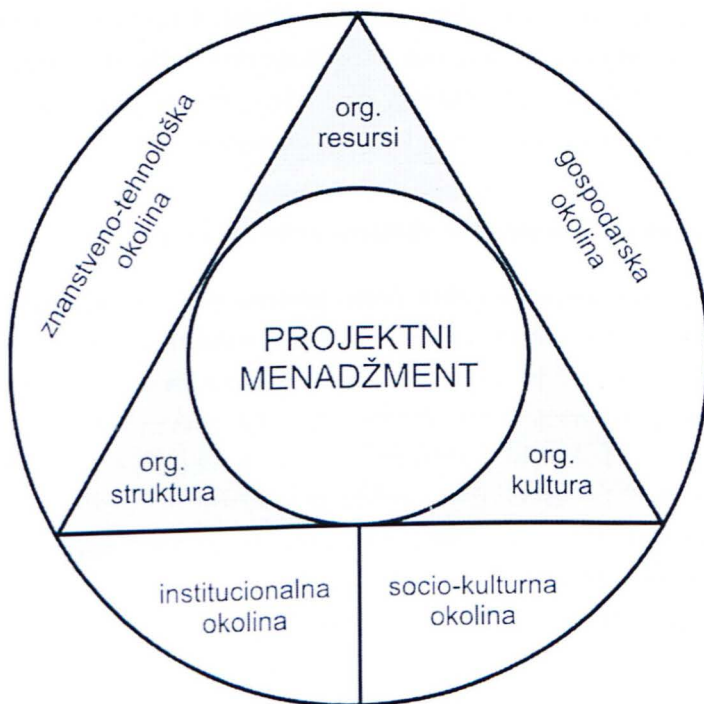 org.
resursi
znanstveno-tehnološka
okolina
gospodarska
okolina
PROJEKTNI
MENADŽMENT
org.
struktura
org.
kultura
institucionalna
okolina
socio-kulturna
okolina